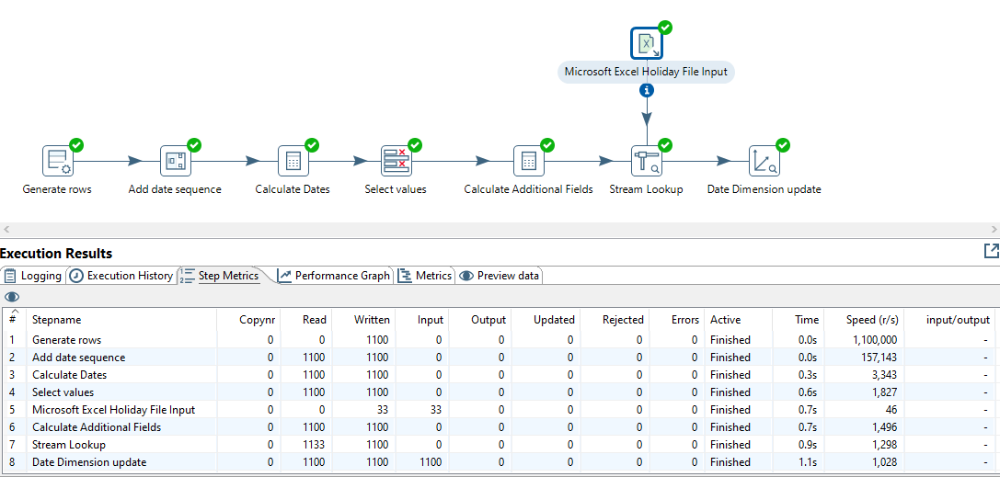 Microsoft Excel Holiday File Input
Generate rows Add date sequence Calculate Dates Select values Calculate Additional Fields Stream Lookup Date Dimension update
Execution Results
Logging Execution History Step Metrics Performance Graph Metrics Preview data
# Stepname Copynr Read Written Input Output Updated Rejected Errors Active Time Speed (r/s) input/output
1 Generate rows 0 0 1100 0 0 0 0 0 Finished 0.0s 1,100,000 -
2 Add date sequence 0 1100 1100 0 0 0 0 0 Finished 0.0s 157,143 -
3 Calculate Dates 0 1100 1100 0 0 0 0 0 Finished 0.3s 3,343 -
4 Select values 0 1100 1100 0 0 0 0 0 Finished 0.6s 1,827 -
5 Microsoft Excel Holiday File Input 0 0 33 33 0 0 0 0 Finished 0.7s 46 -
6 Calculate Additional Fields 0 1100 1100 0 0 0 0 0 Finished 0.7s 1,496 -
7 Stream Lookup 0 1133 1100 0 0 0 0 0 Finished 0.9s 1,298 -
8 Date Dimension update 0 1100 1100 1100 0 0 0 0 Finished 1.1s 1,028 -